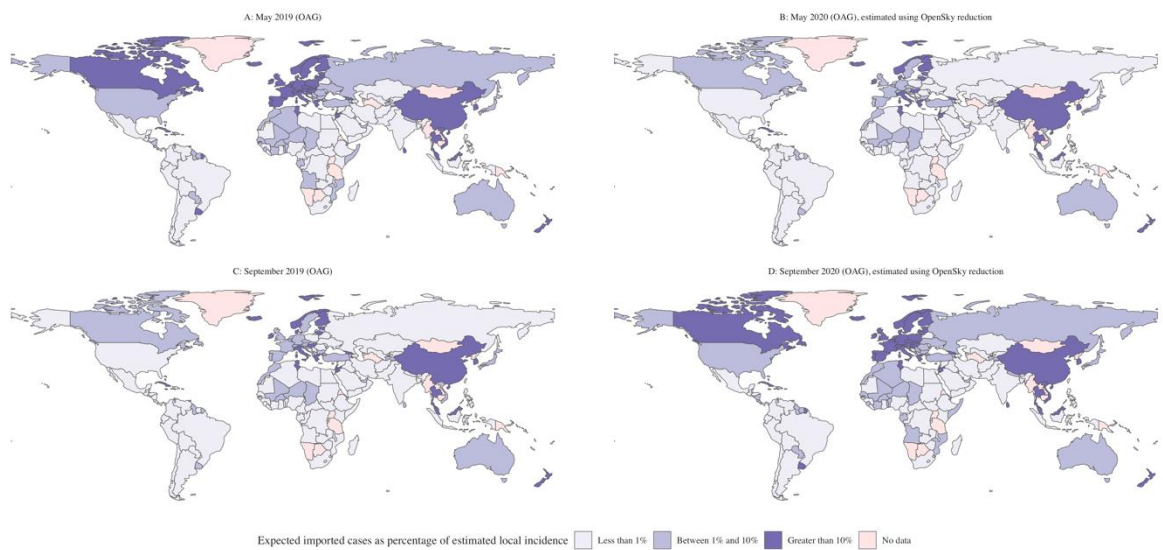 A: May 2019 (OAG)
B: May 2020 (OAG), estimated using OpenSky reduction
C: September 2019 (OAG)
D: September 2020 (OAG), estimated using OpenSky reduction
Expected imported cases as percentage of estimated local incidence Less than 1% Between 1% and 10% Greater than 10% No data